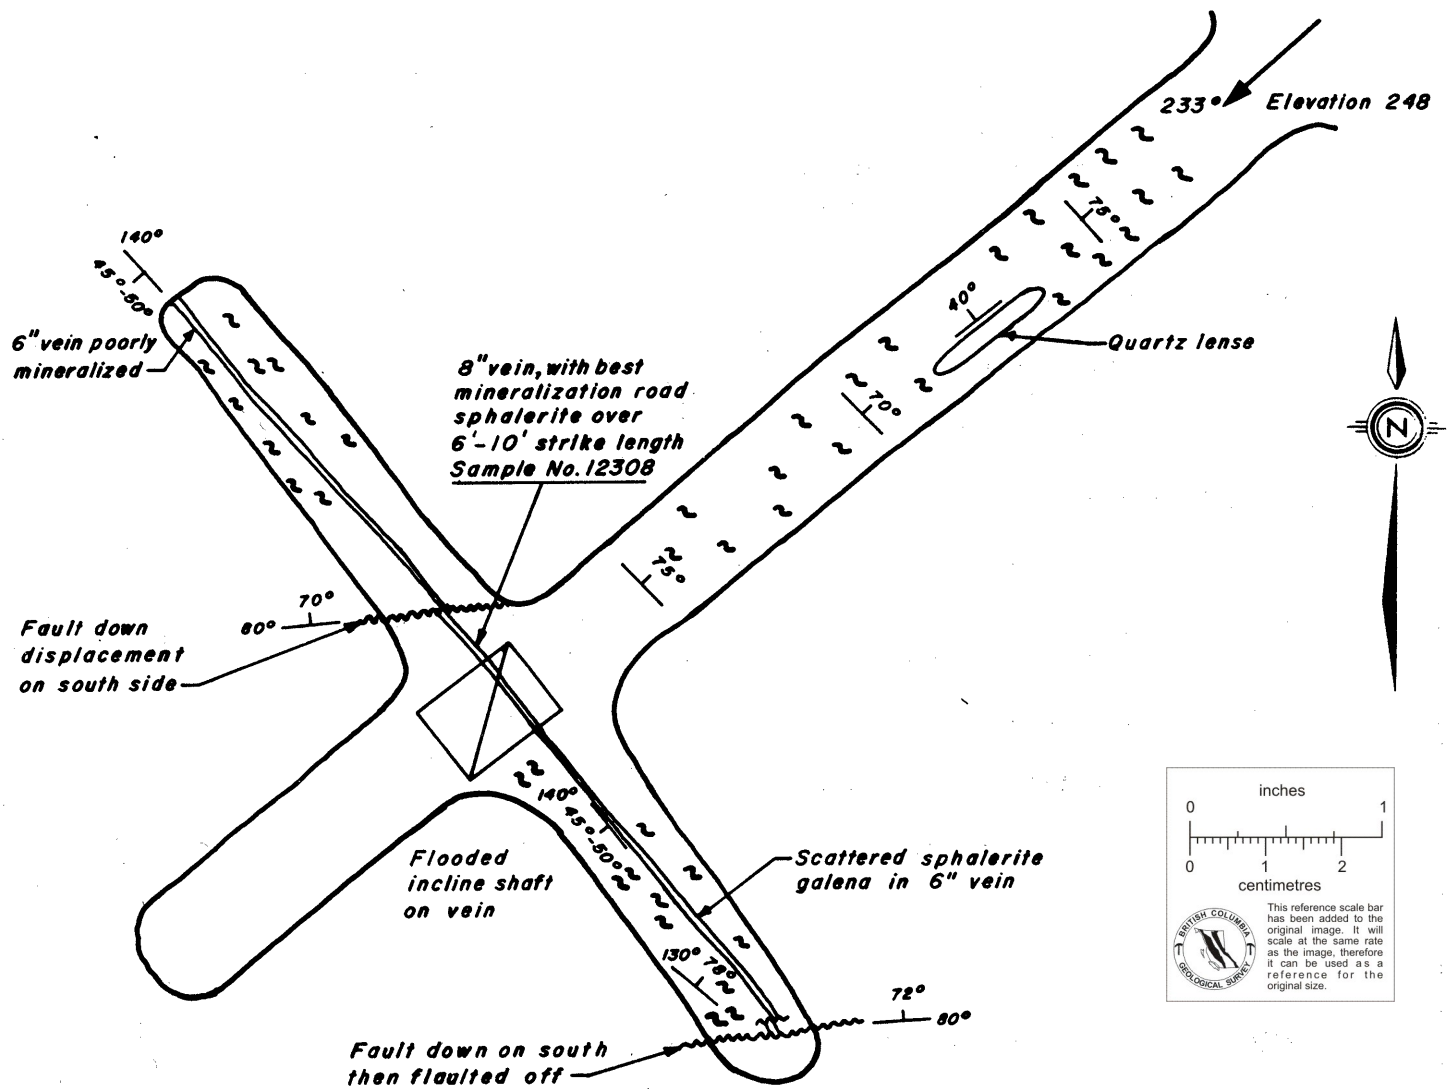 233° Elevation 248
75°
40°
Quartz lense
70°
75°
140°
45°-50°
6" vein poorly
mineralized
8" vein, with best
mineralization road
sphalerite over
6'-10' strike length
Sample No. 12308
N
70°
80°
Fault down
displacement
on south side
140°
45°-50°
Flooded
incline shaft
on vein
Scattered sphalerite
galena in 6" vein
130° 78°
72°
80°
Fault down on south
then flaulted off
inches
0 1
0 1 2
centimetres
BRITISH COLUMBIA
GEOLOGICAL SURVEY
This reference scale bar
has been added to the
original image. It will
scale at the same rate
as the image, therefore
it can be used as a
reference for the
original size.